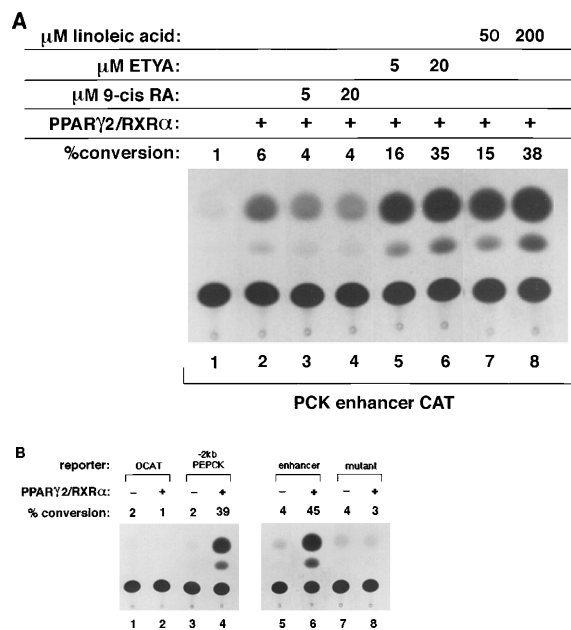 A
μM linoleic acid: 50 200
μM ETYA: 5 20
μM 9-cis RA: 5 20
PPARγ2/RXRα: + + + + + + +
%conversion: 1 6 4 4 16 35 15 38
1 2 3 4 5 6 7 8
PCK enhancer CAT
B
reporter: OCAT -2kb PEPCK enhancer mutant
PPARγ2/RXRα: – + – + – + – +
% conversion: 2 1 2 39 4 45 4 3
1 2 3 4 5 6 7 8